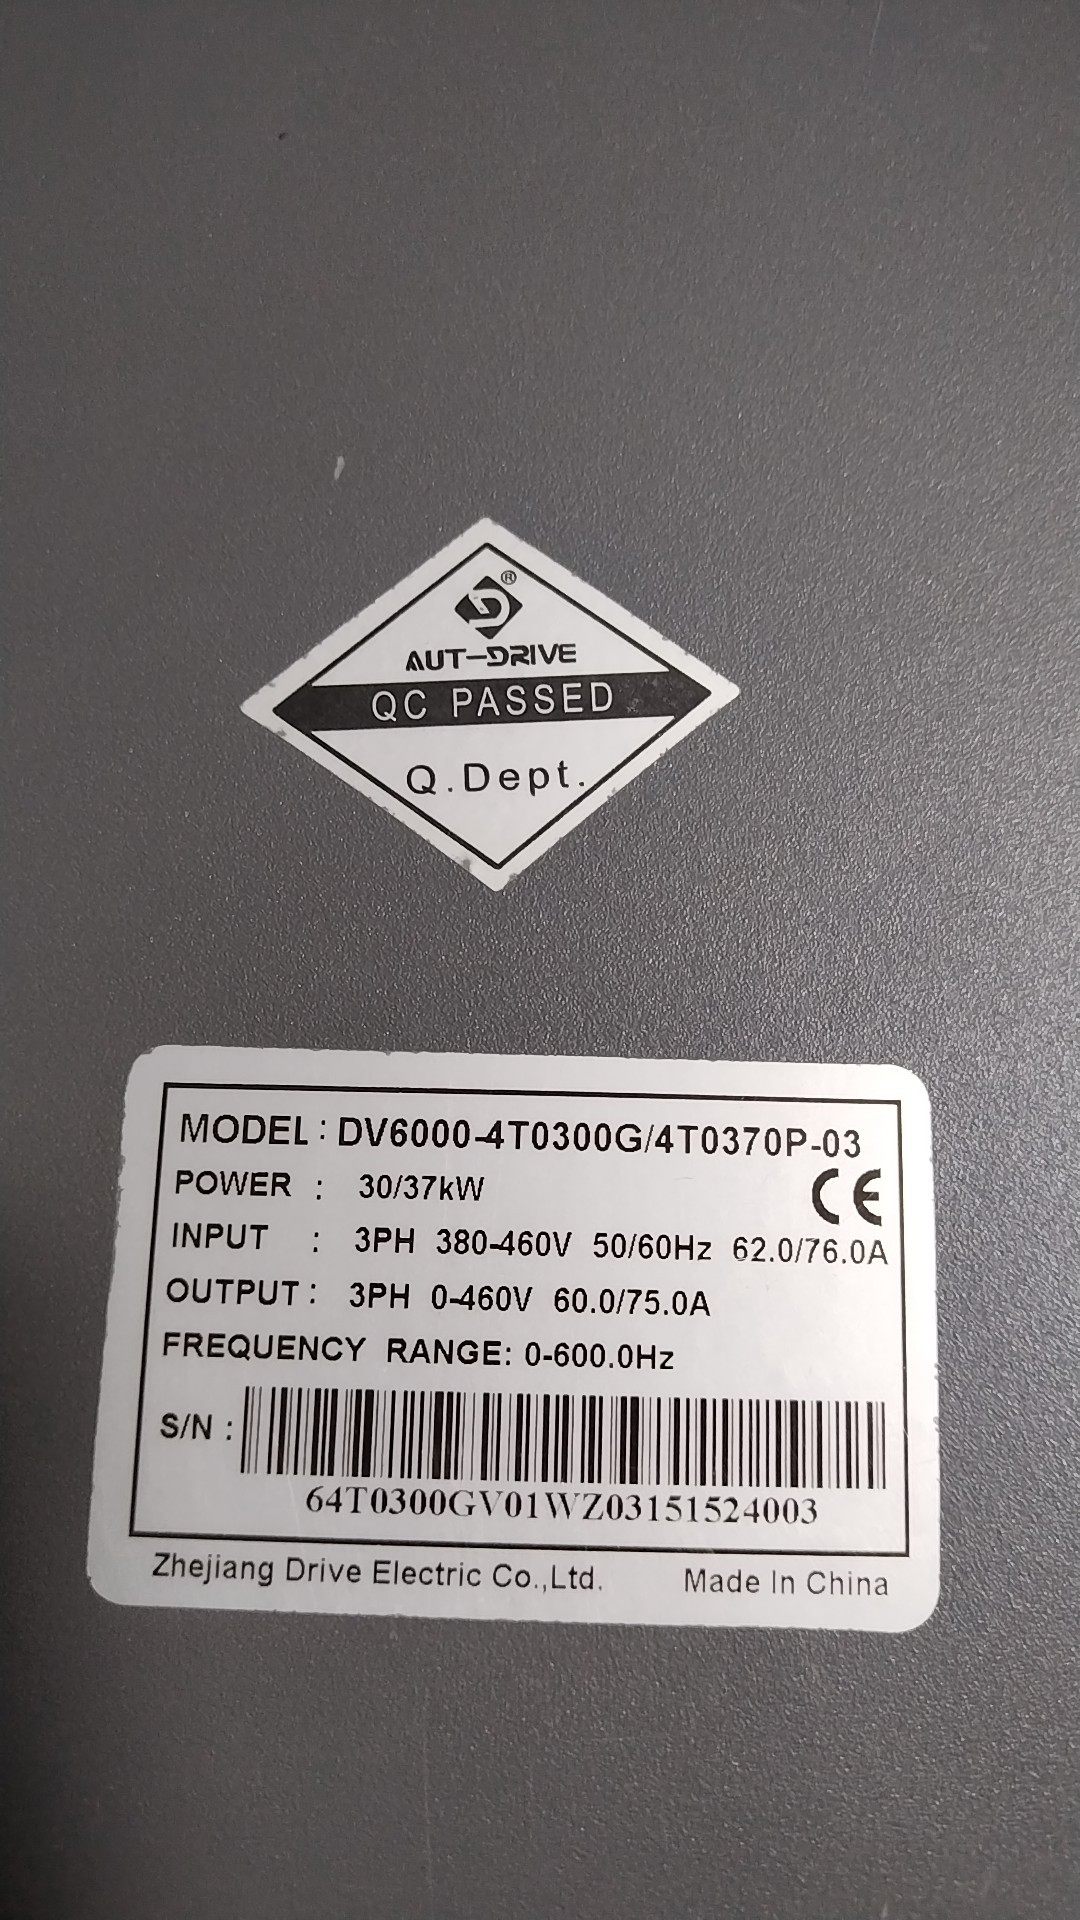 ®
AUT-DRIVE
QC PASSED
Q.Dept.
MODEL: DV6000-4T0300G/4T0370P-03
POWER : 30/37kW
CE
INPUT : 3PH 380-460V 50/60Hz 62.0/76.0A
OUTPUT: 3PH 0-460V 60.0/75.0A
FREQUENCY RANGE: 0-600.0Hz
S/N :
64T0300GV01WZ03151524003
Zhejiang Drive Electric Co.,Ltd. Made In China